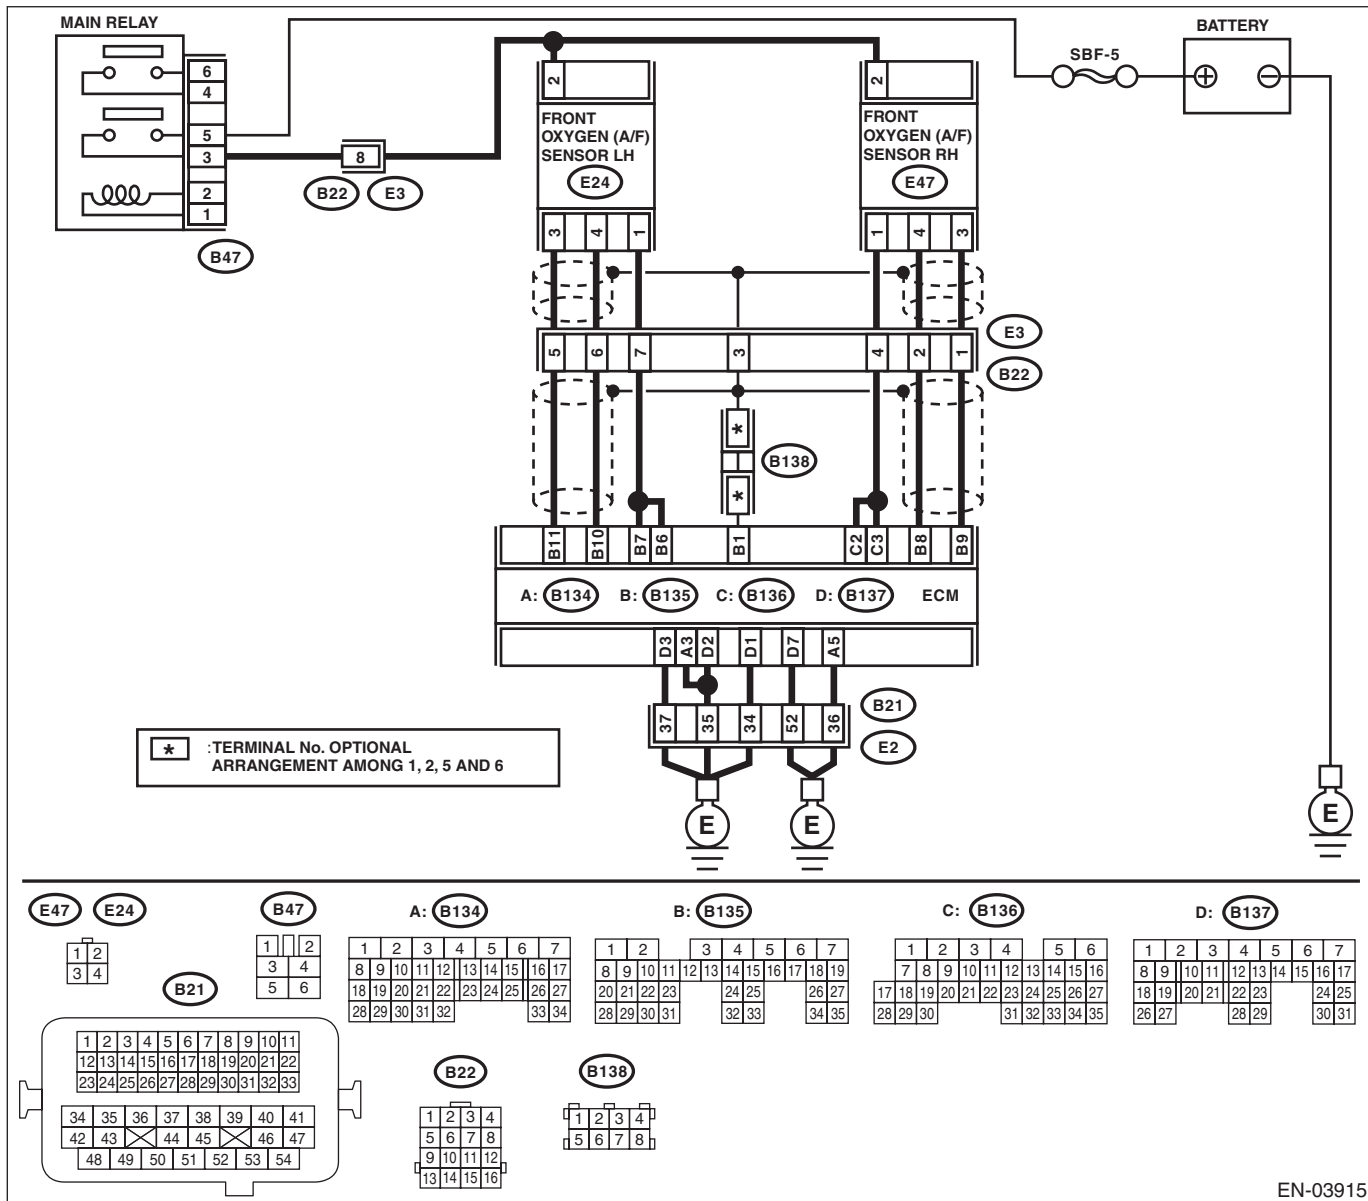 MAIN RELAY
BATTERY
SBF-5
6
4
5
3
2
1
B47
8
B22 E3
2
FRONT
OXYGEN (A/F)
SENSOR LH
E24
3 4 1
2
FRONT
OXYGEN (A/F)
SENSOR RH
E47
1 4 3
5 6 7 3 4 2 1
E3
B22
*
*
B138
B11 B10 B7 B6 B1 C2 C3 B8 B9
A: B134 B: B135 C: B136 D: B137 ECM
D3 A3 D2 D1 D7 A5
37 35 34 52 36
B21
E2
* :TERMINAL No. OPTIONAL
ARRANGEMENT AMONG 1, 2, 5 AND 6
E E
E
E47 E24
1 2
3 4
B47
1 2
3 4
5 6
A: B134
1 2 3 4 5 6 7
8 9 10 11 12 13 14 15 16 17
18 19 20 21 22 23 24 25 26 27
28 29 30 31 32 33 34
B: B135
1 2 3 4 5 6 7
8 9 10 11 12 13 14 15 16 17 18 19
20 21 22 23 24 25 26 27
28 29 30 31 32 33 34 35
C: B136
1 2 3 4 5 6
7 8 9 10 11 12 13 14 15 16
17 18 19 20 21 22 23 24 25 26 27
28 29 30 31 32 33 34 35
D: B137
1 2 3 4 5 6 7
8 9 10 11 12 13 14 15 16 17
18 19 20 21 22 23 24 25
26 27 28 29 30 31
B21
1 2 3 4 5 6 7 8 9 10 11
12 13 14 15 16 17 18 19 20 21 22
23 24 25 26 27 28 29 30 31 32 33
34 35 36 37 38 39 40 41
42 43 44 45 46 47
48 49 50 51 52 53 54
B22
1 2 3 4
5 6 7 8
9 10 11 12
13 14 15 16
B138
1 2 3 4
5 6 7 8
EN-03915